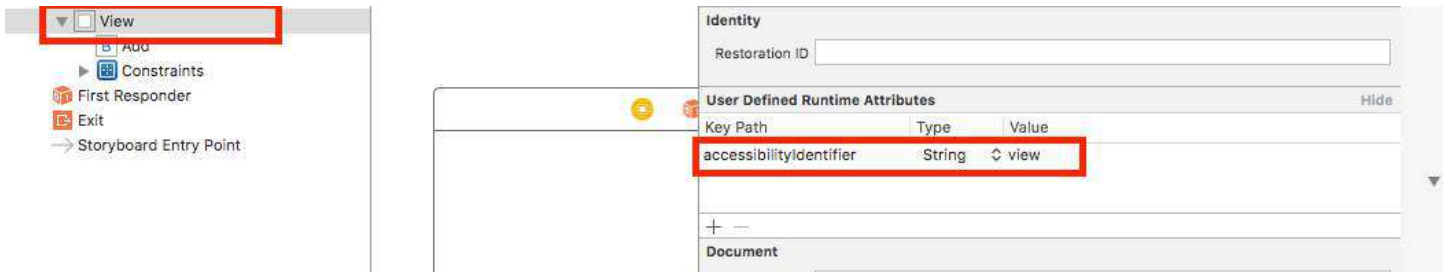 View
B Add
Constraints
First Responder
Exit
Storyboard Entry Point
Identity
Restoration ID
User Defined Runtime Attributes Hide
Key Path Type Value
accessibilityIdentifier String view
Document